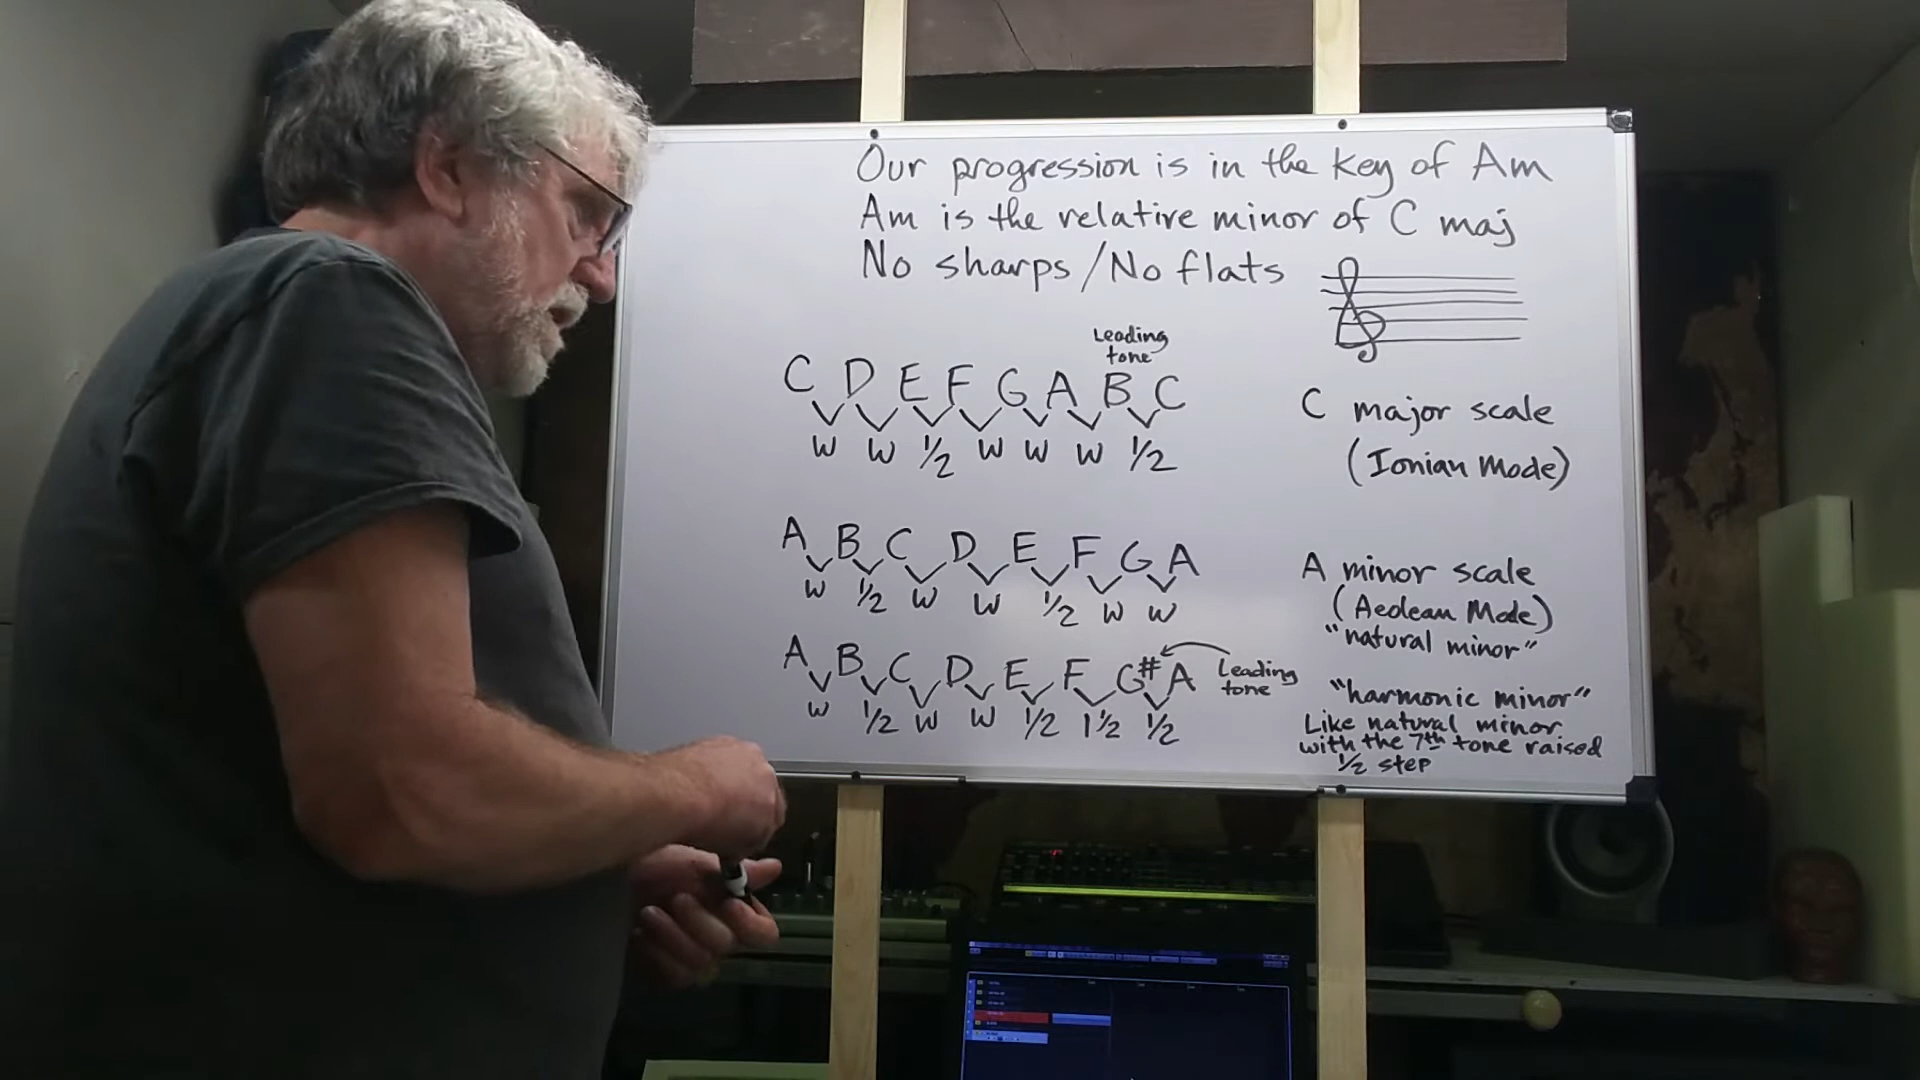 Our progression is in the key of Am
Am is the relative minor of C maj
No sharps/No flats
Leading
tone
C D E F G A B C
W W 1/2 W W W 1/2
C major scale
(Ionian Mode)
A B C D E F G A
W 1/2 W W 1/2 W W
A minor scale
(Aeolean Mode)
"natural minor"
A B C D E F G# A
W 1/2 W W 1/2 1 1/2 1/2
Leading
tone
"harmonic minor"
Like natural minor
with the 7th tone raised
1/2 step